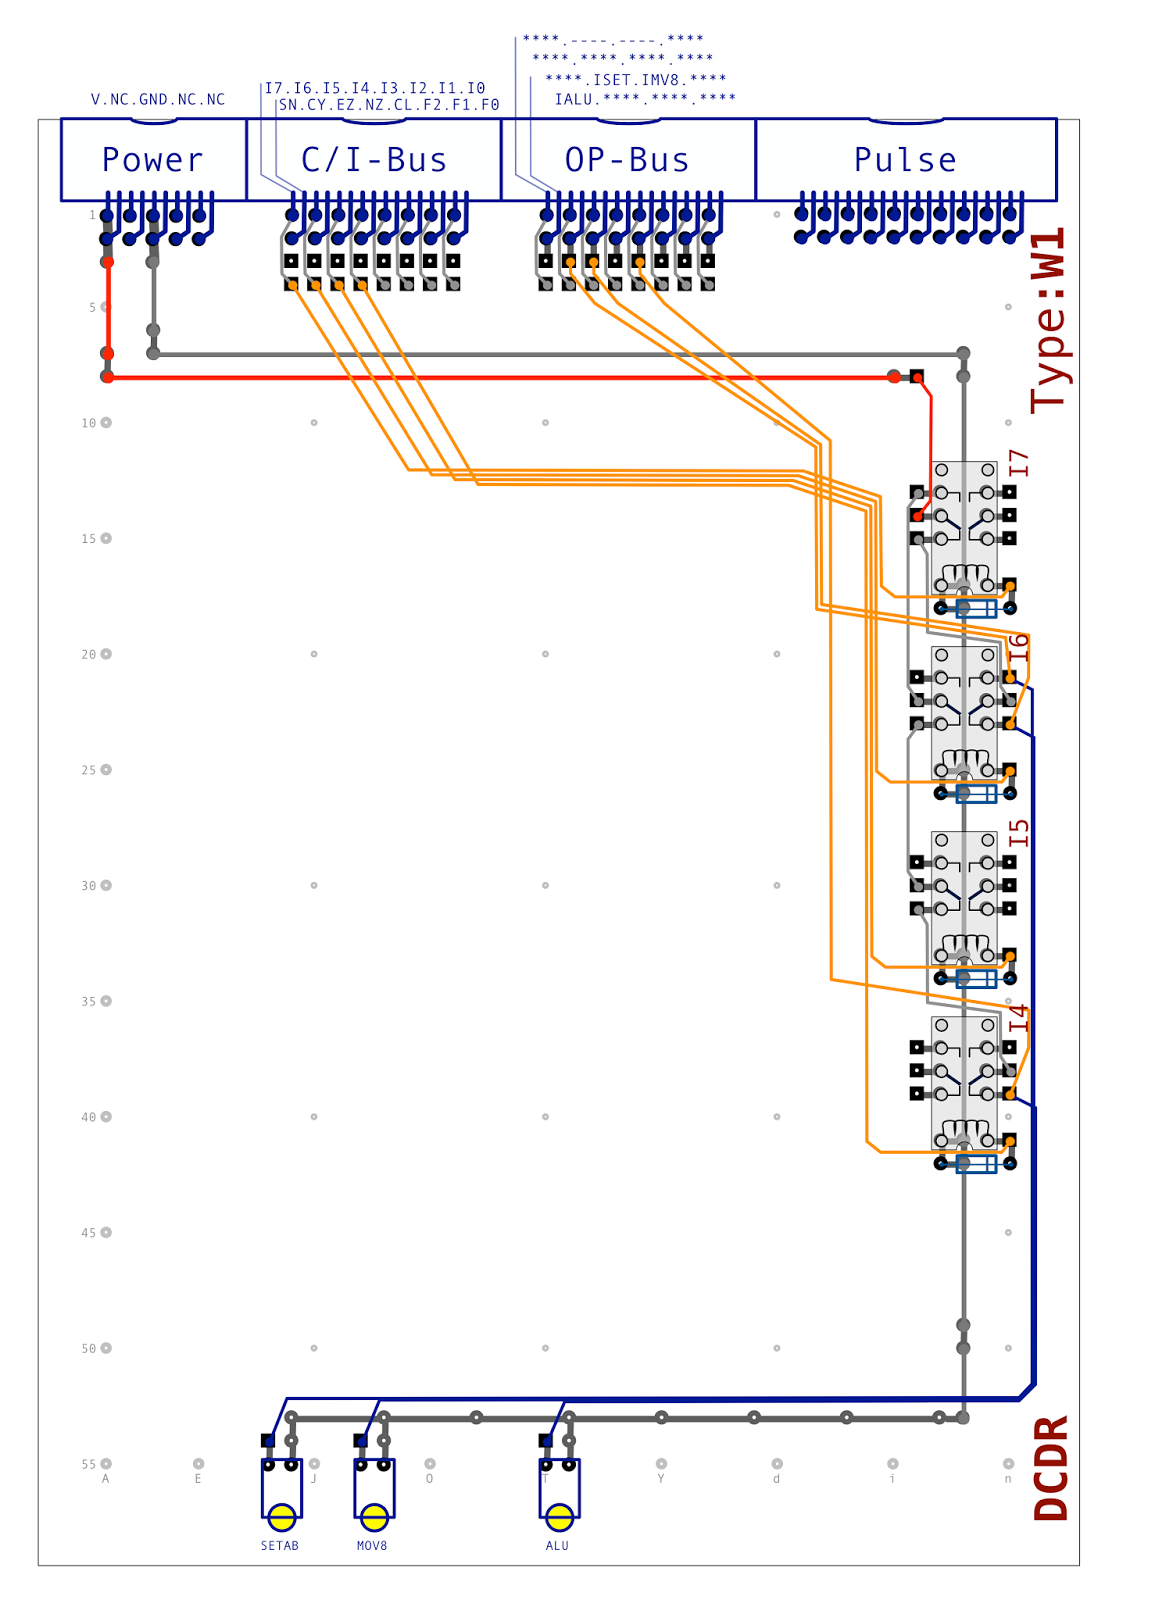 ****.----.----.****
****.****.****.****
I7.I6.I5.I4.I3.I2.I1.I0
****.ISET.IMV8.****
V.NC.GND.NC.NC
SN.CY.EZ.NZ.CL.F2.F1.F0
IALU.****.****.****
Power
C/I-Bus
OP-Bus
Pulse
1
Type:W1
5
10
I7
15
20
I6
25
I5
30
35
I4
40
45
50
DCDR
55
A
E
J
O
T
Y
d
i
n
SETAB
MOV8
ALU